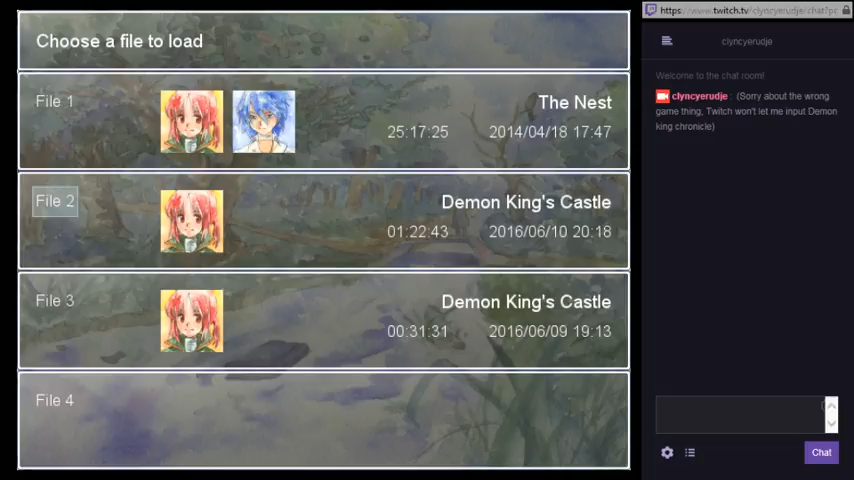 Choose a file to load
File 1
The Nest
25:17:25 2014/04/18 17:47
File 2
Demon King's Castle
01:22:43 2016/06/10 20:18
File 3
Demon King's Castle
00:31:31 2016/06/09 19:13
File 4
https://www.twitch.tv/clyncyerudje/chat?p
clyncyerudje
Welcome to the chat room!
clyncyerudje : (Sorry about the wrong
game thing, Twitch won't let me input Demon
king chronicle)
Chat